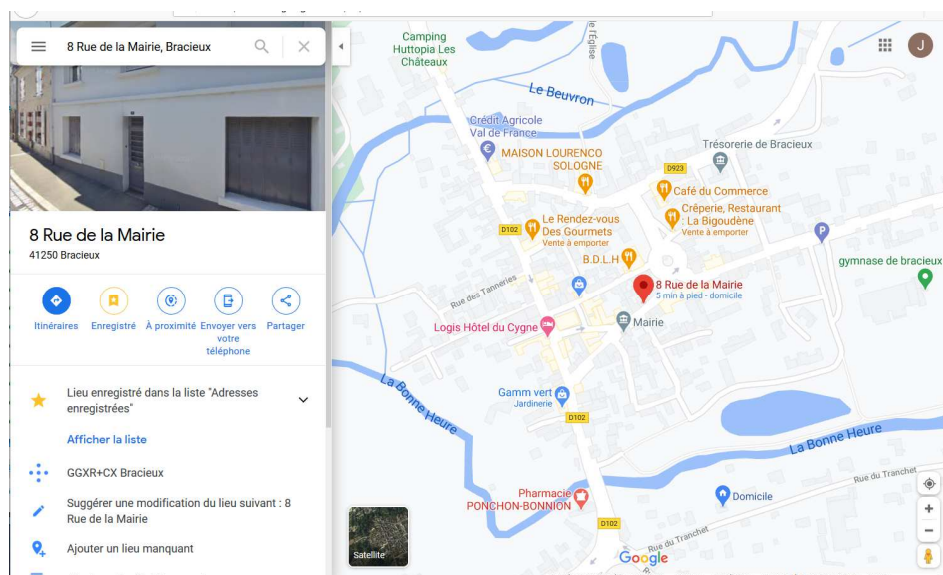 8 Rue de la Mairie, Bracieux
8 Rue de la Mairie
41250 Bracieux
Itinéraires
Enregistré
À proximité
Envoyer vers
votre
téléphone
Partager
Lieu enregistré dans la liste "Adresses
enregistrées"
Afficher la liste
GGXR+CX Bracieux
Suggérer une modification du lieu suivant : 8
Rue de la Mairie
Ajouter un lieu manquant
Camping
Huttopia Les
Châteaux
e l'Église
J
Le Beuvron
Crédit Agricole
Val de France
MAISON LOURENCO
SOLOGNE
Trésorerie de Bracieux
D923
Café du Commerce
Crêperie, Restaurant
: La Bigoudène
Vente à emporter
Le Rendez-vous
Des Gourmets
Vente à emporter
D102
P
B.D.L.H
gymnase de bracieux
Rue des Tanneries
8 Rue de la Mairie
5 min à pied - domicile
Mairie
Logis Hôtel du Cygne
La Bonne Heure
Gamm vert
Jardinerie
D102
La Bonne Heure
Rue du Tranchet
Pharmacie
PONCHON-BONNION
Domicile
D102
Rue du Tranchet
Satellite
Google